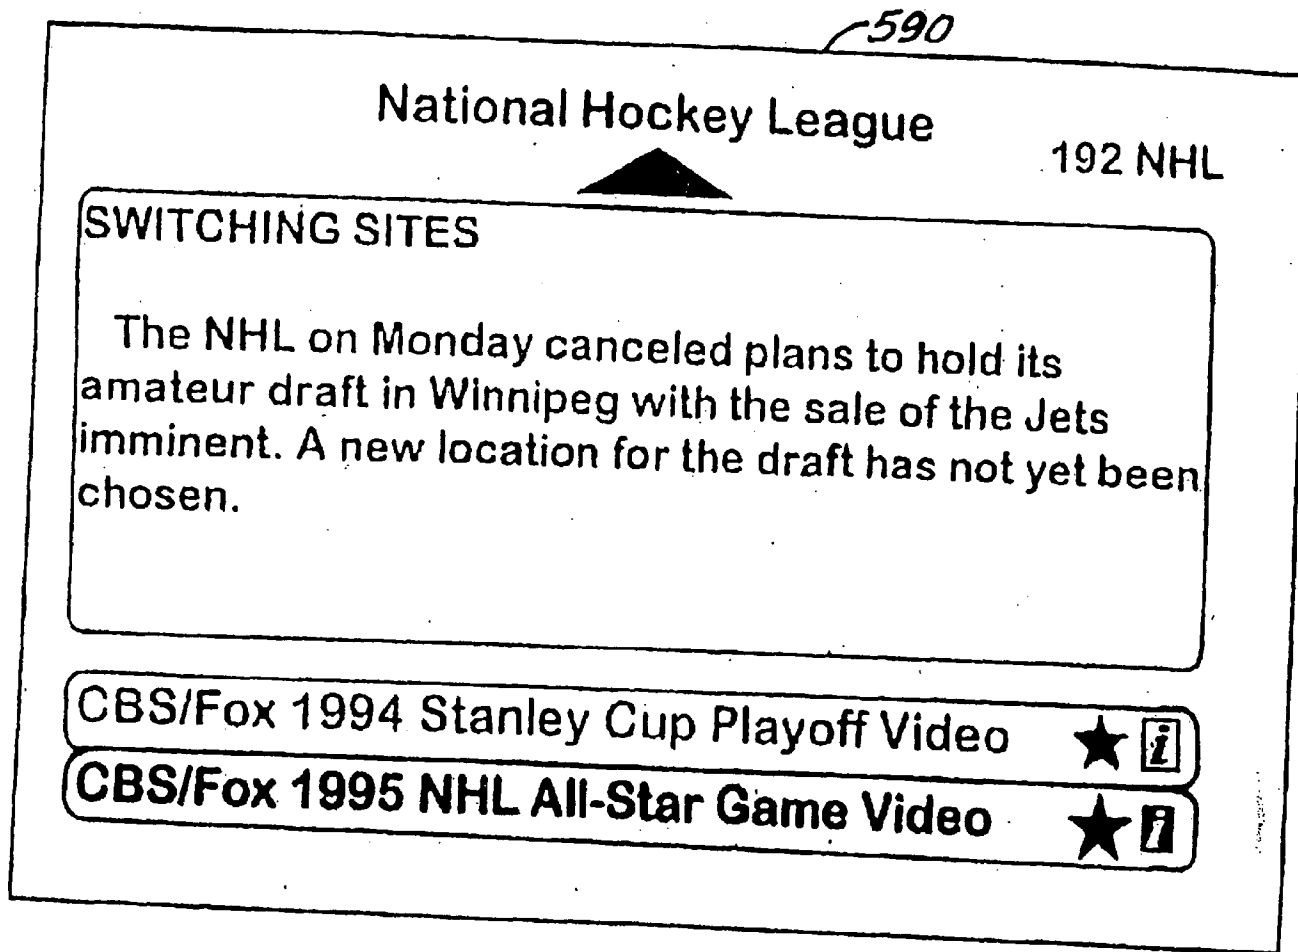 590
National Hockey League
192 NHL
SWITCHING SITES
The NHL on Monday canceled plans to hold its
amateur draft in Winnipeg with the sale of the Jets
imminent. A new location for the draft has not yet been
chosen.
CBS/Fox 1994 Stanley Cup Playoff Video ★ i
CBS/Fox 1995 NHL All-Star Game Video ★ i